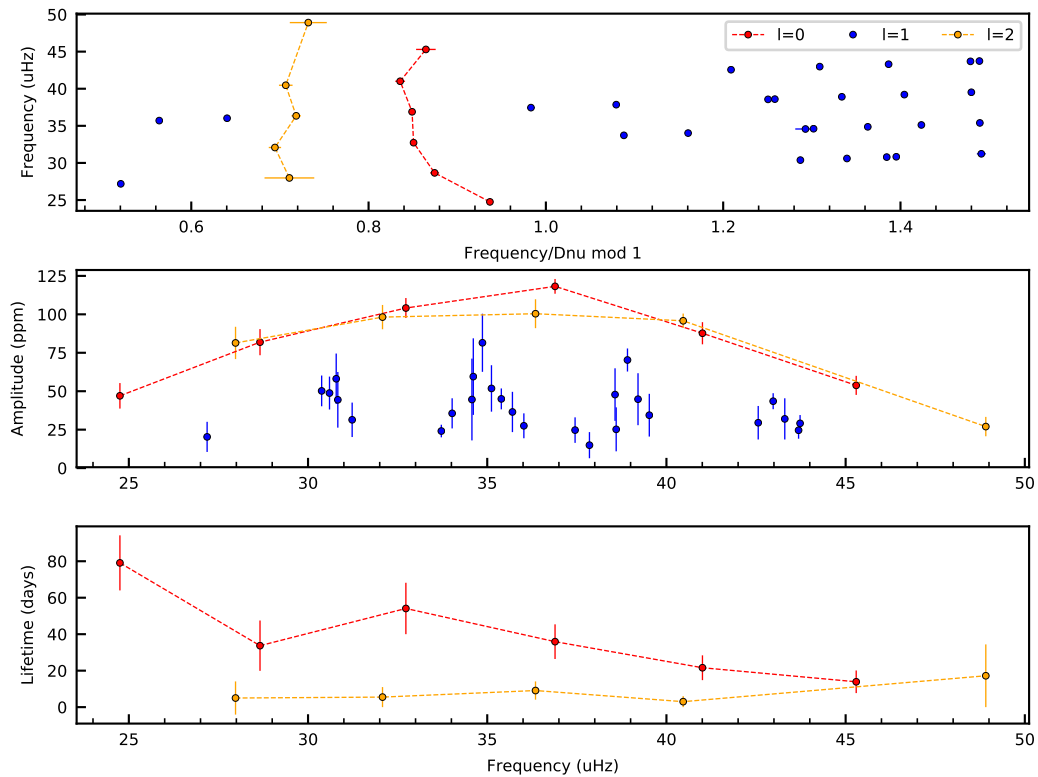 50
45
40
35
30
25
Frequency (uHz)
l=0 l=1 l=2
0.6 0.8 1.0 1.2 1.4
Frequency/Dnu mod 1
125
100
75
50
25
0
Amplitude (ppm)
25 30 35 40 45 50
80
60
40
20
0
Lifetime (days)
25 30 35 40 45 50
Frequency (uHz)